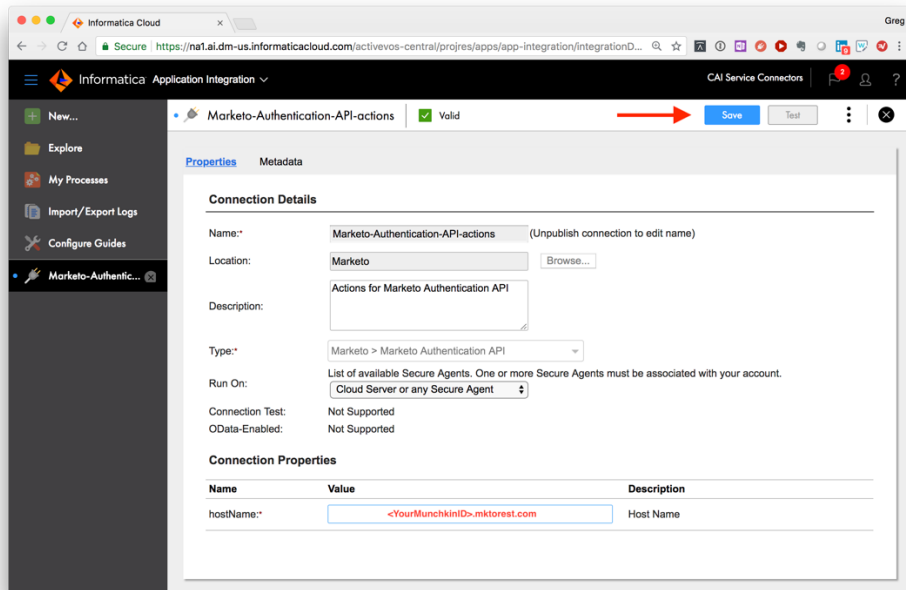 Informatica Cloud
Greg
Secure https://na1.ai.dm-us.informaticacloud.com/activevos-central/projres/apps/app-integration/integrationD...
Informatica Application Integration
CAI Service Connectors
2
?
New...
Marketo-Authentication-API-actions
Valid
Save
Test
Explore
Properties
Metadata
My Processes
Connection Details
Import/Export Logs
Name:* Marketo-Authentication-API-actions (Unpublish connection to edit name)
Configure Guides
Location: Marketo Browse...
Marketo-Authentic...
Description: Actions for Marketo Authentication API
Type:* Marketo > Marketo Authentication API
List of available Secure Agents. One or more Secure Agents must be associated with your account.
Run On: Cloud Server or any Secure Agent
Connection Test: Not Supported
OData-Enabled: Not Supported
Connection Properties
Name Value Description
hostName:* <YourMunchkinID>.mktorest.com Host Name